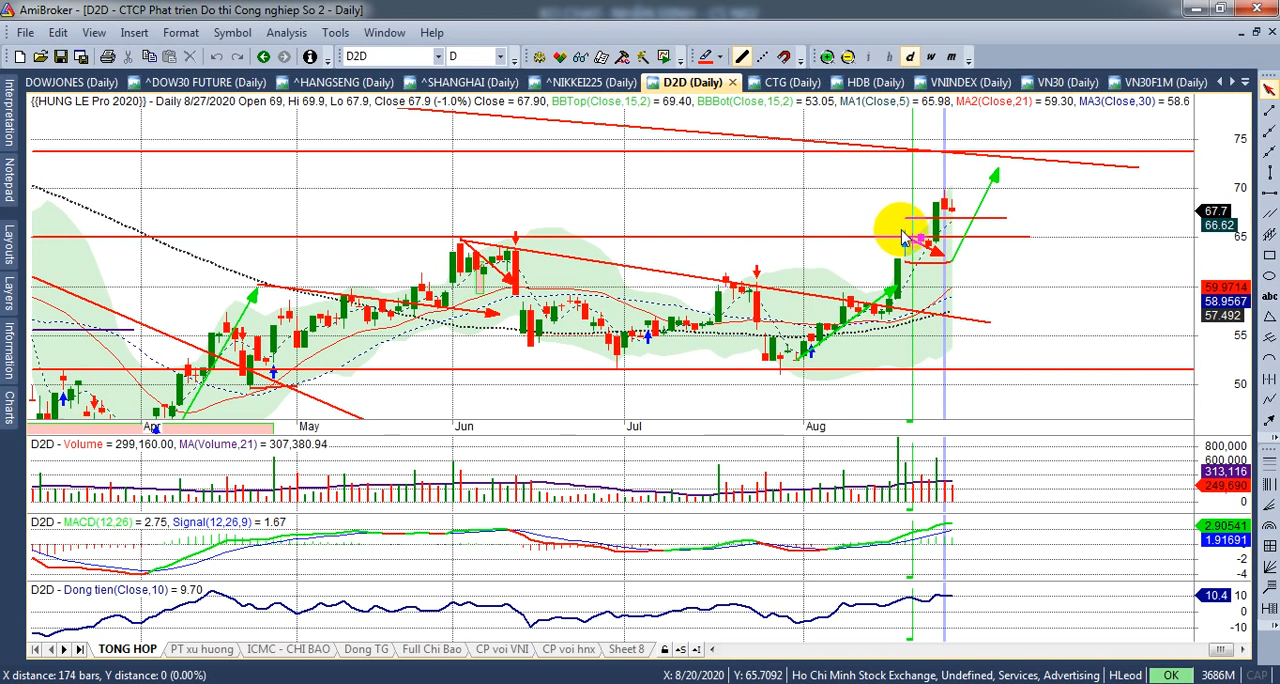 AmiBroker - [D2D - CTCP Phat trien Do thi Cong nghiep So 2 - Daily]
File Edit View Insert Format Symbol Analysis Tools Window Help
D2D D i h d w m
DOWJONES (Daily) ^DOW30 FUTURE (Daily) ^HANGSENG (Daily) ^SHANGHAI (Daily) ^NIKKEI225 (Daily) D2D (Daily) CTG (Daily) HDB (Daily) VNINDEX (Daily) VN30 (Daily) VN30F1M (Daily)
{{HUNG LE Pro 2020}} - Daily 8/27/2020 Open 69, Hi 69.9, Lo 67.9, Close 67.9 (-1.0%) Close = 67.90, BBTop(Close,15,2) = 69.40, BBBot(Close,15,2) = 53.05, MA1(Close,5) = 65.98, MA2(Close,21) = 59.30, MA3(Close,30) = 58.6
Interpretation
Notepad
Layouts
Layers
Information
Charts
abc
75
70
67.7
66.62
65
59.9714
58.9567
57.492
55
50
Apr May Jun Jul Aug
D2D - Volume = 299,160.00, MA(Volume,21) = 307,380.94
800,000
600,000
313,116
249,690
0
D2D - MACD(12,26) = 2.75, Signal(12,26,9) = 1.67
2.90541
1.91691
-2
-4
D2D - Dong tien(Close,10) = 9.70
10.4 10
0
-10
TONG HOP PT xu huong ICMC - CHI BAO Dong TG Full Chi Bao CP voi VNI CP voi hnx Sheet 8
X distance: 174 bars, Y distance: 0 (0.00%) X: 8/20/2020 Y: 65.7092 Ho Chi Minh Stock Exchange, Undefined, Services, Advertising HLeod OK 3686M CAP